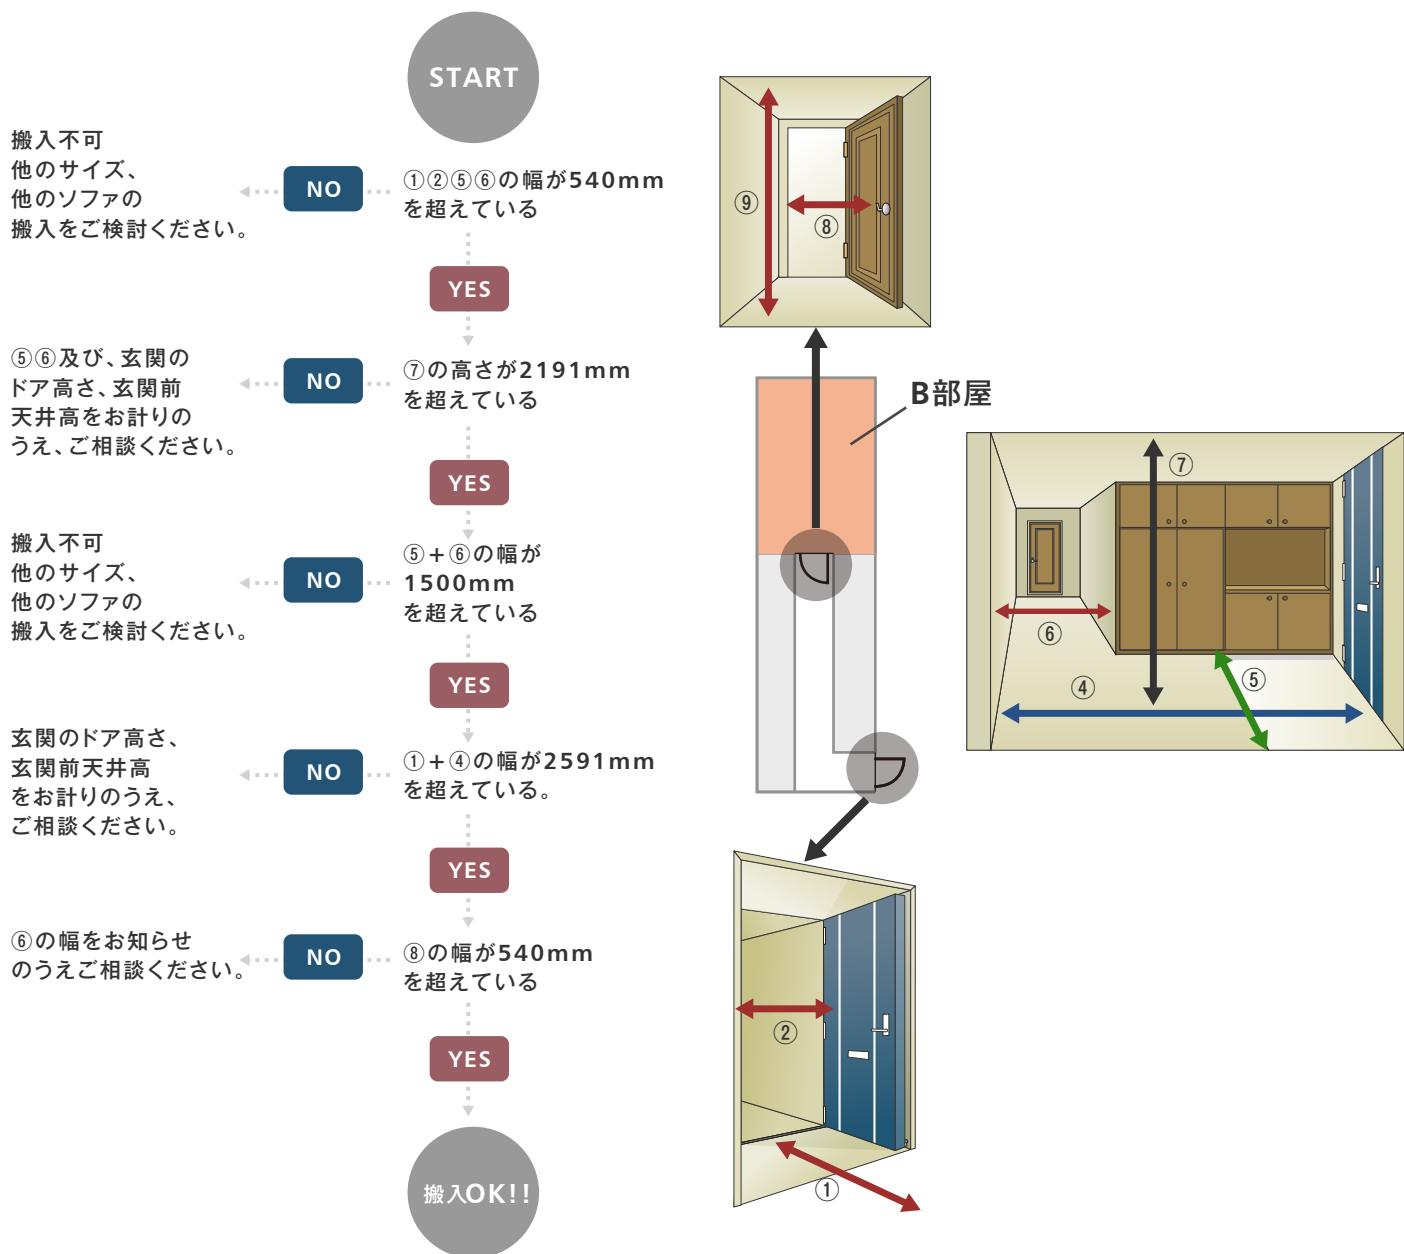 START
①②⑤⑥の幅が540mm
を超えている
NO
搬入不可
他のサイズ、
他のソファの
搬入をご検討ください。
YES
⑦の高さが2191mm
を超えている
NO
⑤⑥及び、玄関の
ドア高さ、玄関前
天井高をお計りの
うえ、ご相談ください。
YES
⑤+⑥の幅が
1500mm
を超えている
NO
搬入不可
他のサイズ、
他のソファの
搬入をご検討ください。
YES
①+④の幅が2591mm
を超えている。
NO
玄関のドア高さ、
玄関前天井高
をお計りのうえ、
ご相談ください。
YES
⑧の幅が540mm
を超えている
NO
⑥の幅をお知らせ
のうえご相談ください。
YES
搬入OK!!
⑨
⑧
B部屋
⑦
⑥
④
⑤
②
①